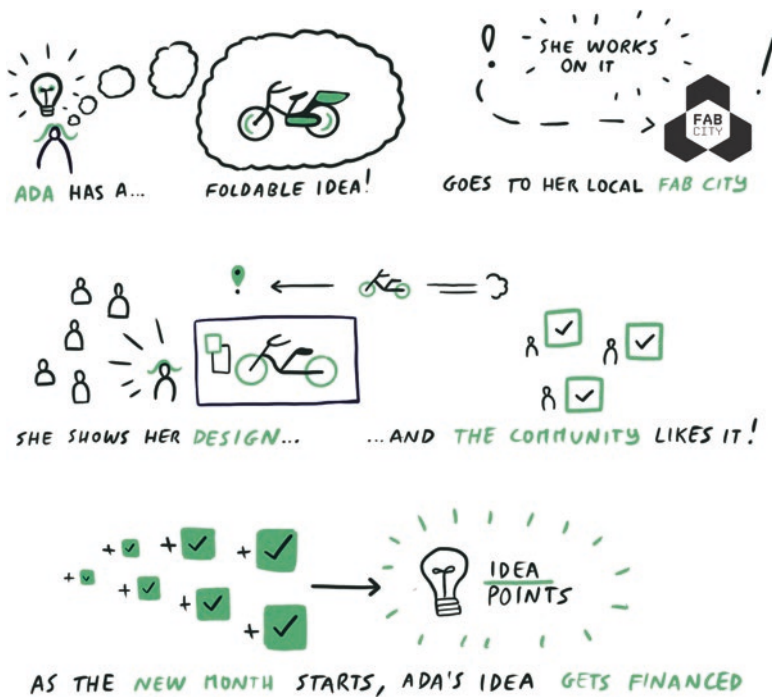 SHE WORKS
ON IT
FAB
CITY
ADA HAS A... FOLDABLE IDEA!
GOES TO HER LOCAL FAB CITY
SHE SHOWS HER DESIGN... ...AND THE COMMUNITY LIKES IT!
IDEA
POINTS
AS THE NEW MONTH STARTS, ADA'S IDEA GETS FINANCED